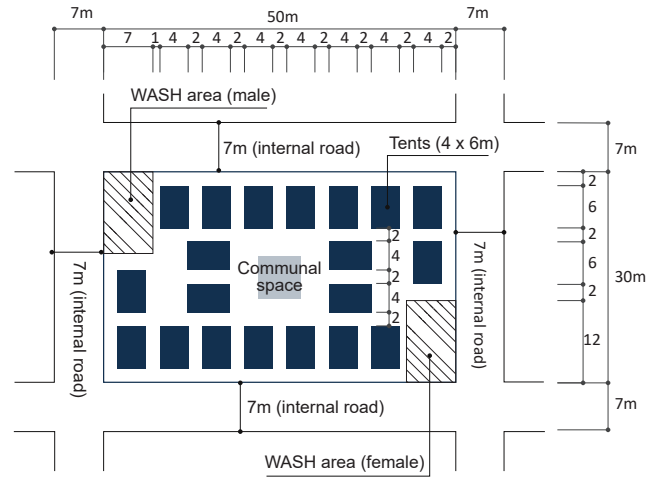 7m 50m 7m
7 1 4 2 4 2 4 2 4 2 4 2 4 2 4 2
WASH area (male)
7m (internal road)
Tents (4 x 6m)
7m
2
6
2
6
2
12
30m
7m
2
4
2
4
2
Communal
space
7m (internal road)
7m (internal road)
7m (internal road)
WASH area (female)